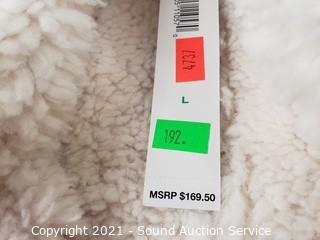 4737
L
192.
MSRP $169.50
Copyright 2021 - Sound Auction Service